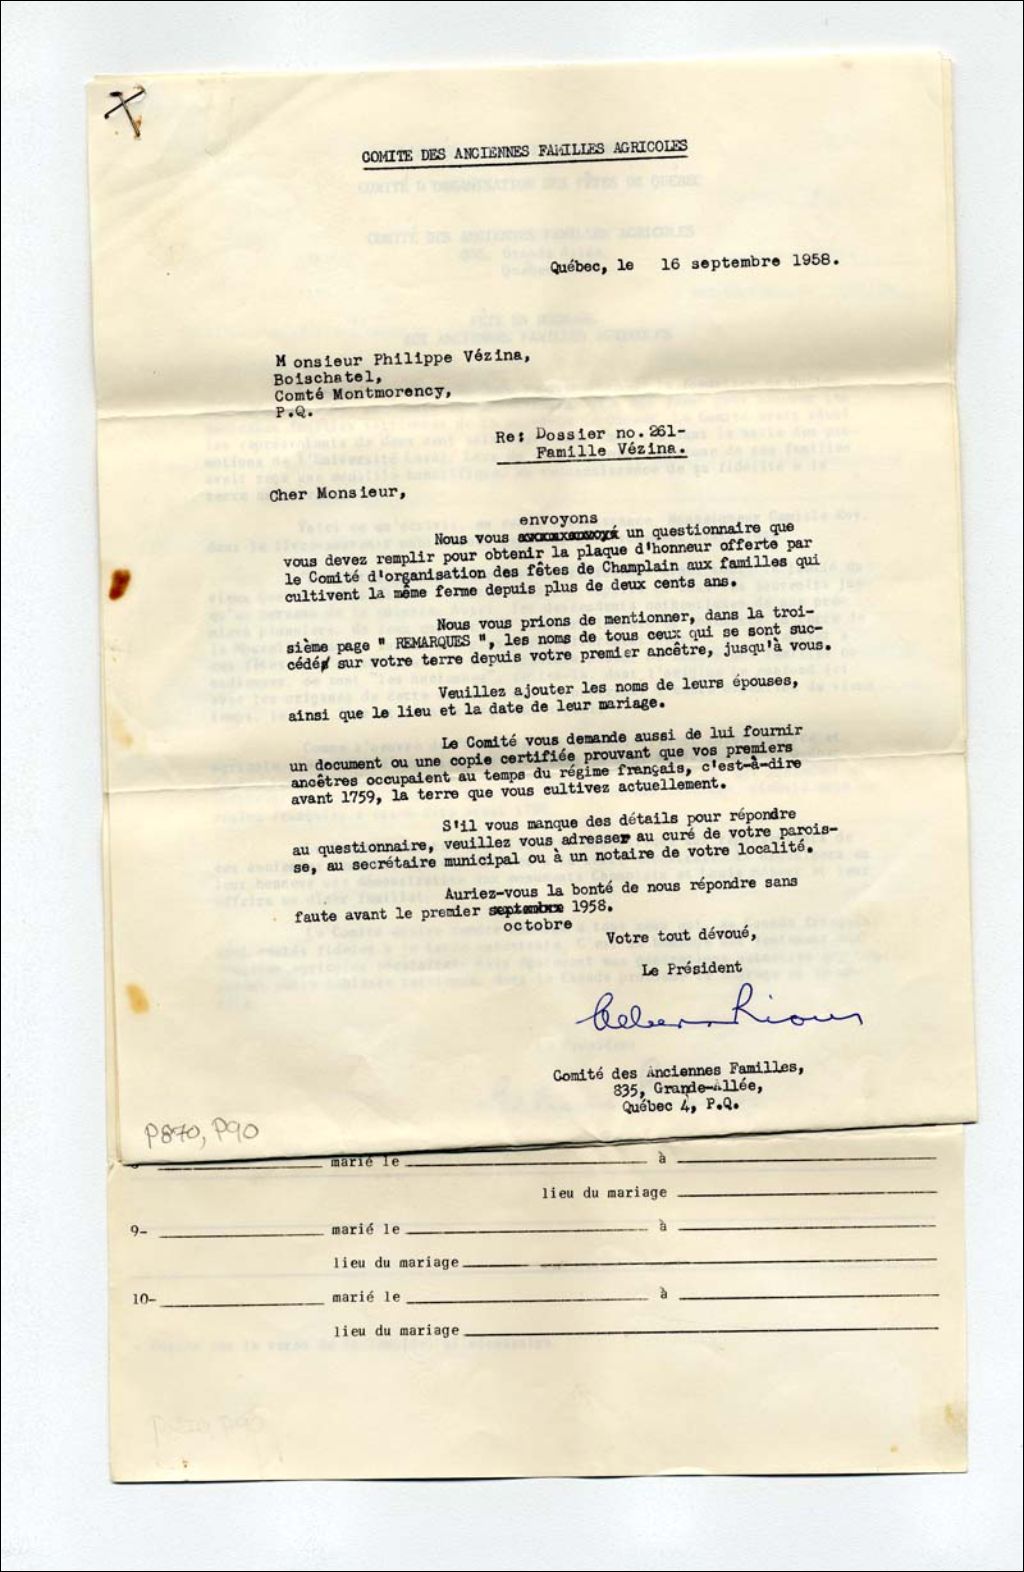 COMITE DES ANCIENNES FAMILLES AGRICOLES
Québec, le 16 septembre 1958.
Monsieur Philippe Vézina,
Boischatel,
Comté Montmorency,
P.Q.
Re: Dossier no. 261-
Famille Vézina.
Cher Monsieur,
envoyons
Nous vous un questionnaire que
vous devez remplir pour obtenir la plaque d'honneur offerte par
le Comité d'organisation des fêtes de Champlain aux familles qui
cultivent la même ferme depuis plus de deux cents ans.
Nous vous prions de mentionner, dans la troi-
sième page " REMARQUES ", les noms de tous ceux qui se sont suc-
cédé sur votre terre depuis votre premier ancêtre, jusqu'à vous.
Veuillez ajouter les noms de leurs épouses,
ainsi que le lieu et la date de leur mariage.
Le Comité vous demande aussi de lui fournir
un document ou une copie certifiée prouvant que vos premiers
ancêtres occupaient au temps du régime français, c'est-à-dire
avant 1759, la terre que vous cultivez actuellement.
S'il vous manque des détails pour répondre
au questionnaire, veuillez vous adresser au curé de votre parois-
se, au secrétaire municipal ou à un notaire de votre localité.
Auriez-vous la bonté de nous répondre sans
faute avant le premier septembre 1958.
octobre
Votre tout dévoué,
Le Président
Comité des Anciennes Familles,
835, Grande-Allée,
Québec 4, P.Q.
P870, P90
marié le à
lieu du mariage
9- marié le à
lieu du mariage
10- marié le à
lieu du mariage